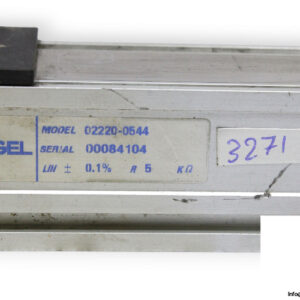 GEL
MODEL 02220-0544
SERIAL 00084104
LIN ± 0.1% R 5 KΩ
3271